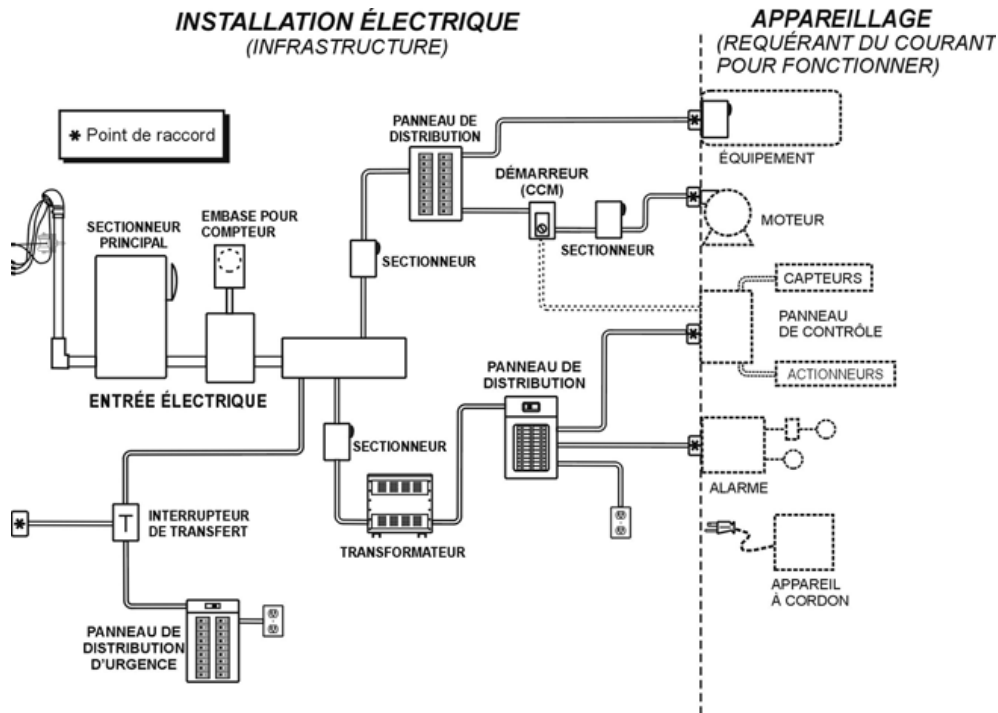 INSTALLATION ÉLECTRIQUE
(INFRASTRUCTURE)
APPAREILLAGE
(REQUÉRANT DU COURANT
POUR FONCTIONNER)
* Point de raccord
PANNEAU DE
DISTRIBUTION
ÉQUIPEMENT
DÉMARREUR
(CCM)
SECTIONNEUR
MOTEUR
SECTIONNEUR
PRINCIPAL
EMBASE POUR
COMPTEUR
SECTIONNEUR
CAPTEURS
PANNEAU
DE CONTRÔLE
ACTIONNEURS
ENTRÉE ÉLECTRIQUE
PANNEAU DE
DISTRIBUTION
SECTIONNEUR
ALARME
TRANSFORMATEUR
T
INTERRUPTEUR
DE TRANSFERT
APPAREIL
À CORDON
PANNEAU DE
DISTRIBUTION
D'URGENCE